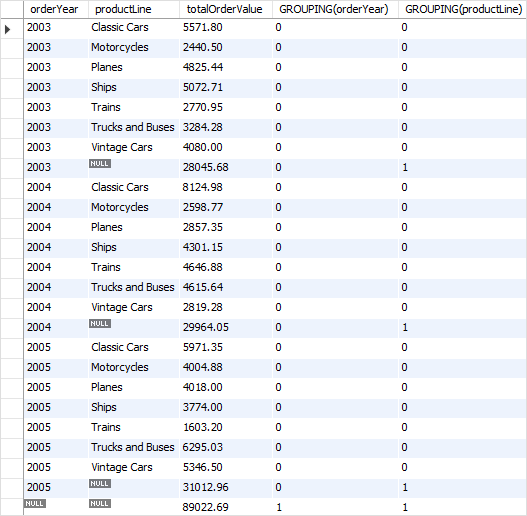 orderYear productLine totalOrderValue GROUPING(orderYear) GROUPING(productLine)
2003 Classic Cars 5571.80 0 0
2003 Motorcycles 2440.50 0 0
2003 Planes 4825.44 0 0
2003 Ships 5072.71 0 0
2003 Trains 2770.95 0 0
2003 Trucks and Buses 3284.28 0 0
2003 Vintage Cars 4080.00 0 0
2003 NULL 28045.68 0 1
2004 Classic Cars 8124.98 0 0
2004 Motorcycles 2598.77 0 0
2004 Planes 2857.35 0 0
2004 Ships 4301.15 0 0
2004 Trains 4646.88 0 0
2004 Trucks and Buses 4615.64 0 0
2004 Vintage Cars 2819.28 0 0
2004 NULL 29964.05 0 1
2005 Classic Cars 5971.35 0 0
2005 Motorcycles 4004.88 0 0
2005 Planes 4018.00 0 0
2005 Ships 3774.00 0 0
2005 Trains 1603.20 0 0
2005 Trucks and Buses 6295.03 0 0
2005 Vintage Cars 5346.50 0 0
2005 NULL 31012.96 0 1
NULL NULL 89022.69 1 1